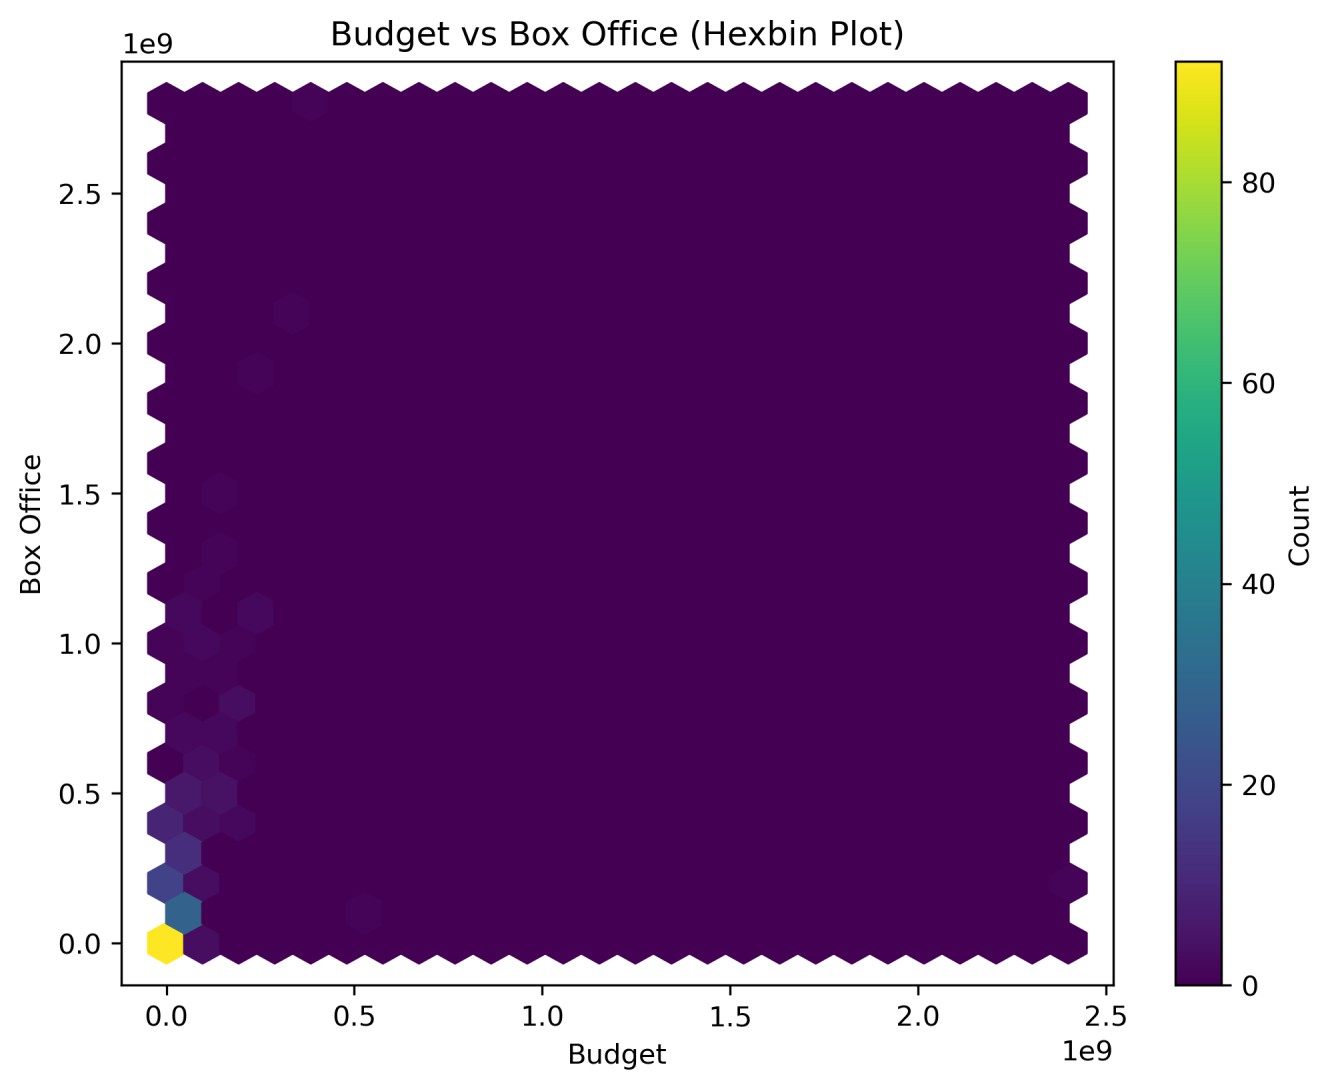 Budget vs Box Office (Hexbin Plot)
1e9
2.5
2.0
1.5
1.0
0.5
0.0
Box Office
0.0 0.5 1.0 1.5 2.0 2.5
Budget
1e9
80
60
40
20
0
Count